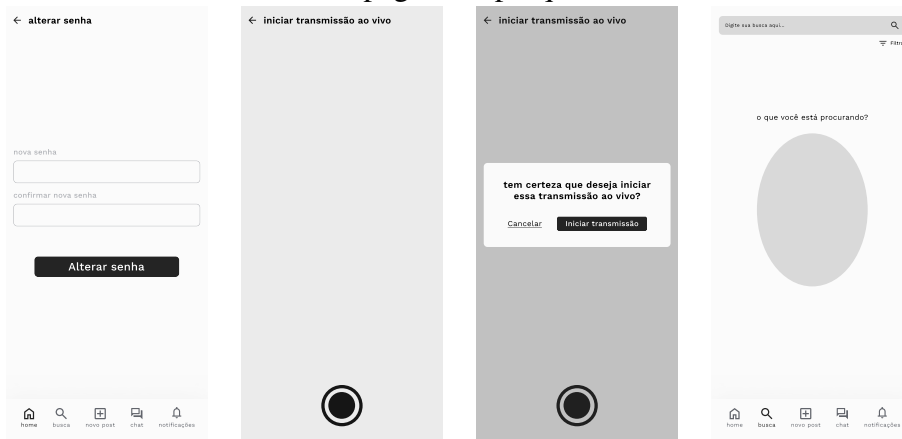 alterar senha
nova senha
confirmar nova senha
Alterar senha
home busca novo post chat notificações
iniciar transmissão ao vivo
iniciar transmissão ao vivo
tem certeza que deseja iniciar
essa transmissão ao vivo?
Cancelar Iniciar transmissão
Digite sua busca aqui...
o que você está procurando?
home busca novo post chat notificações